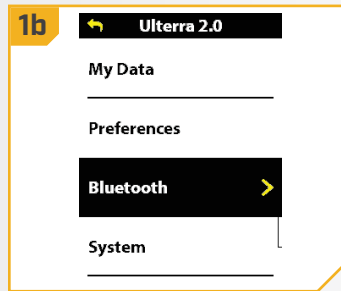 1b
Ulterra 2.0
My Data
Preferences
Bluetooth
System